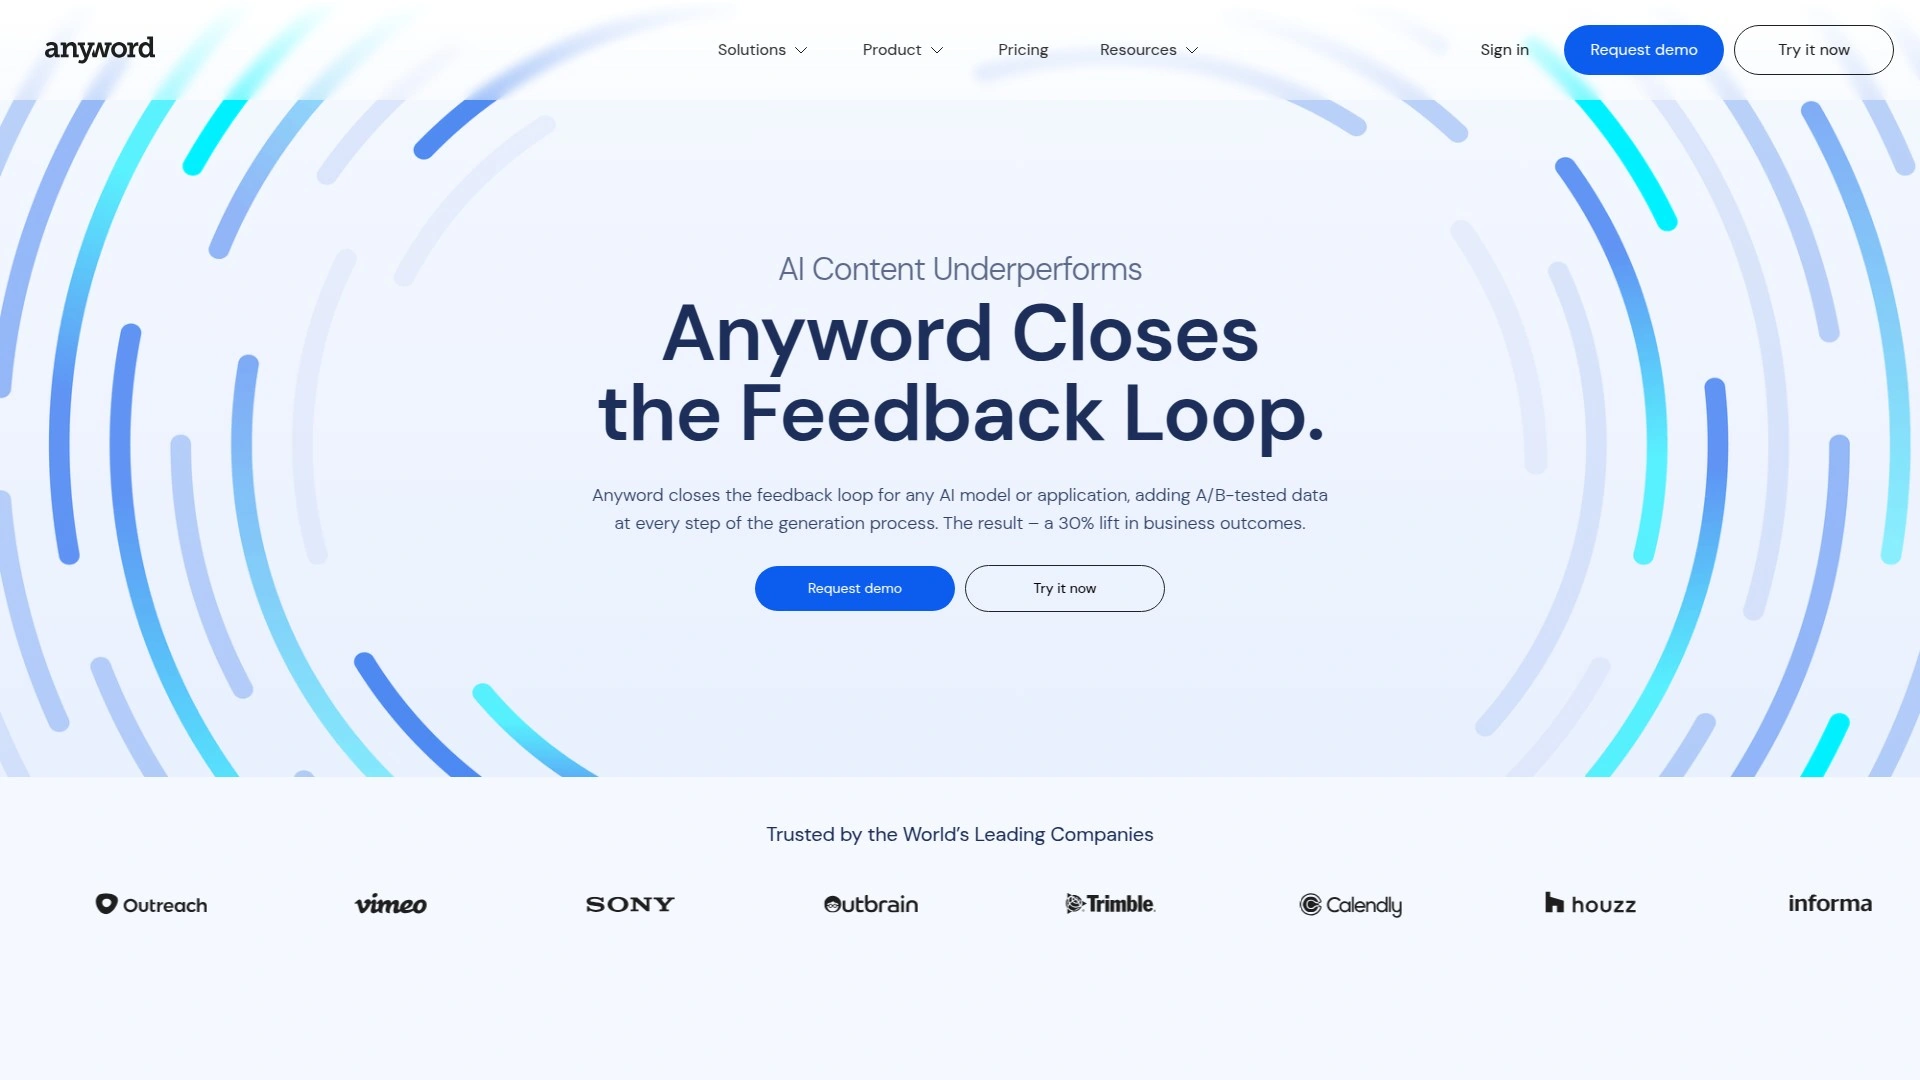 anyword
Solutions
Product
Pricing
Resources
Sign in
Request demo
Try it now
AI Content Underperforms
Anyword Closes
the Feedback Loop.
Anyword closes the feedback loop for any AI model or application, adding A/B-tested data
at every step of the generation process. The result – a 30% lift in business outcomes.
Request demo
Try it now
Trusted by the World’s Leading Companies
Outreach
vimeo
SONY
Outbrain
Trimble.
Calendly
houzz
informa